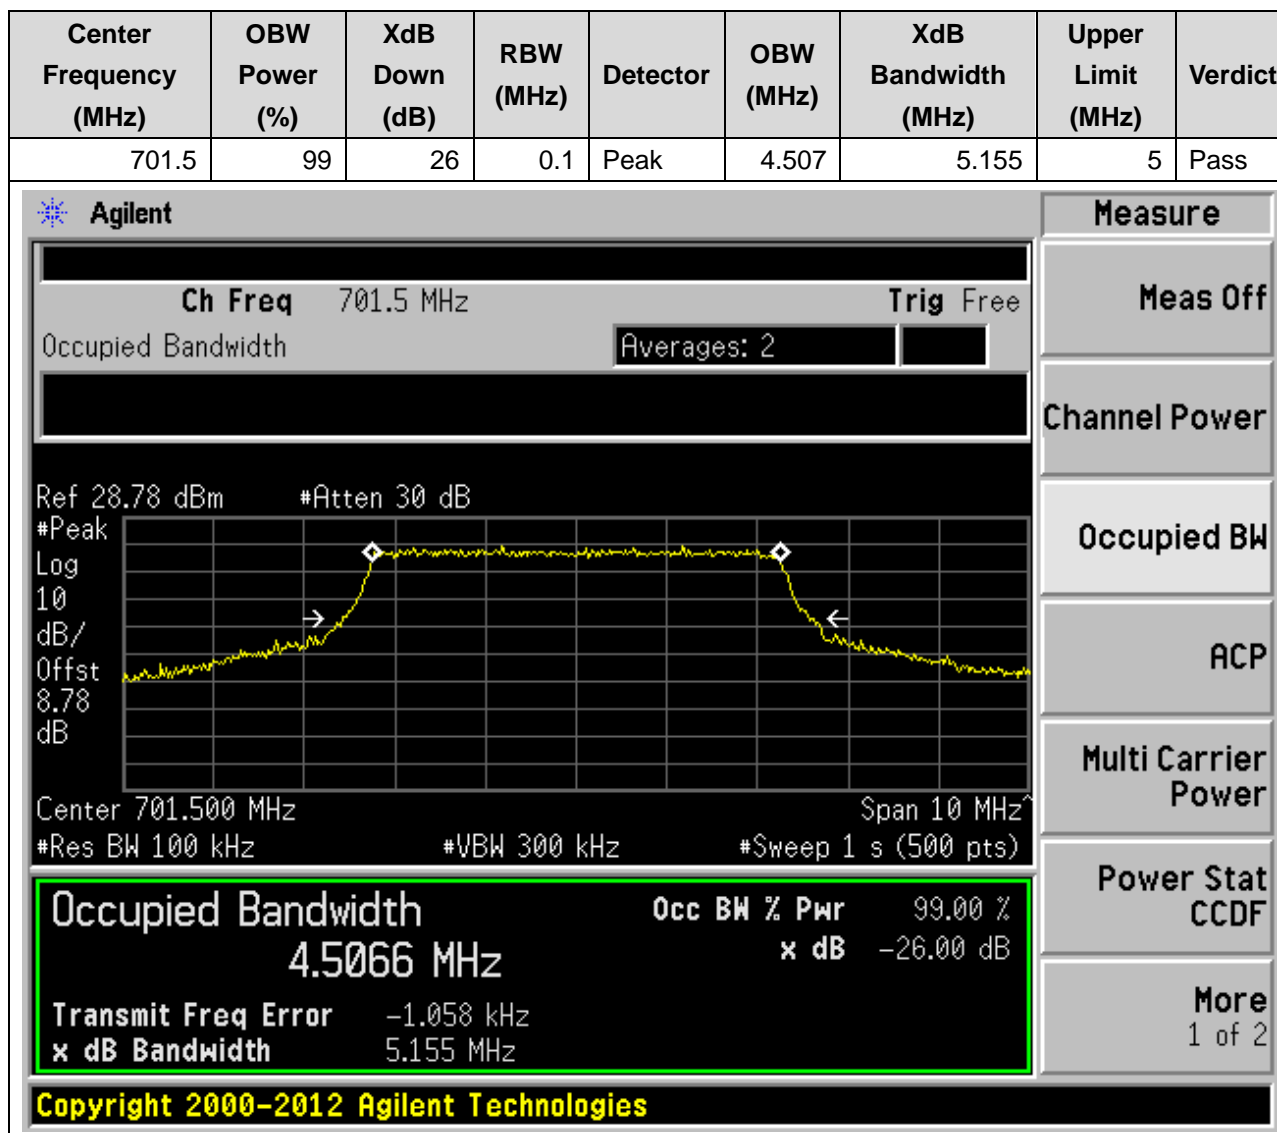 Center Frequency (MHz) OBW Power (%) XdB Down (dB) RBW (MHz) Detector OBW (MHz) XdB Bandwidth (MHz) Upper Limit (MHz) Verdict
701.5 99 26 0.1 Peak 4.507 5.155 5 Pass
Agilent
Ch Freq 701.5 MHz Trig Free
Occupied Bandwidth Averages: 2
Ref 28.78 dBm #Atten 30 dB
#Peak
Log
10
dB/
Offst
8.78
dB
Center 701.500 MHz Span 10 MHz^
#Res BW 100 kHz #VBW 300 kHz #Sweep 1 s (500 pts)
Occupied Bandwidth Occ BW % Pwr 99.00 %
4.5066 MHz x dB -26.00 dB
Transmit Freq Error -1.058 kHz
x dB Bandwidth 5.155 MHz
Copyright 2000-2012 Agilent Technologies
Measure
Meas Off
Channel Power
Occupied BW
ACP
Multi Carrier
Power
Power Stat
CCDF
More
1 of 2